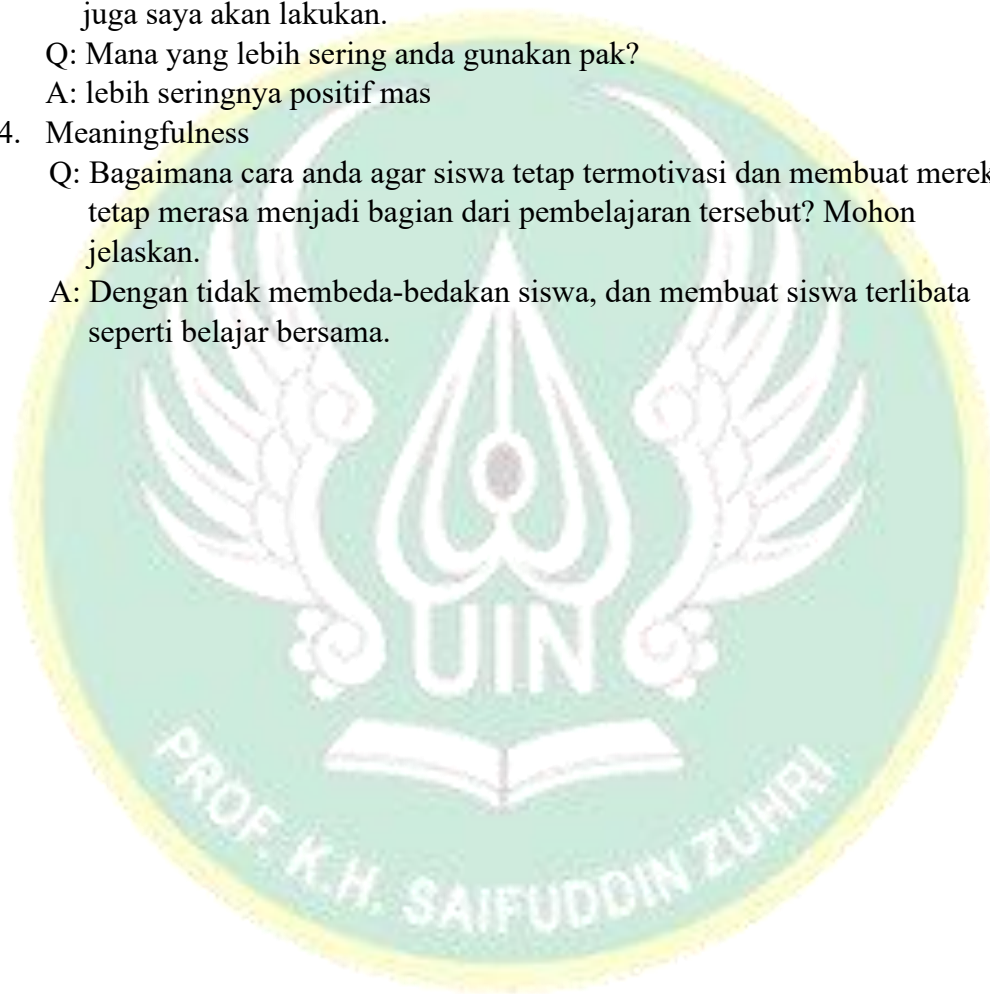 juga saya akan lakukan.
Q: Mana yang lebih sering anda gunakan pak?
A: lebih seringnya positif mas
4. Meaningfulness
Q: Bagaimana cara anda agar siswa tetap termotivasi dan membuat merek
tetap merasa menjadi bagian dari pembelajaran tersebut? Mohon
jelaskan.
A: Dengan tidak membeda-bedakan siswa, dan membuat siswa terlibata
seperti belajar bersama.
UIN
PROF. K.H. SAIFUDDIN ZUHRI